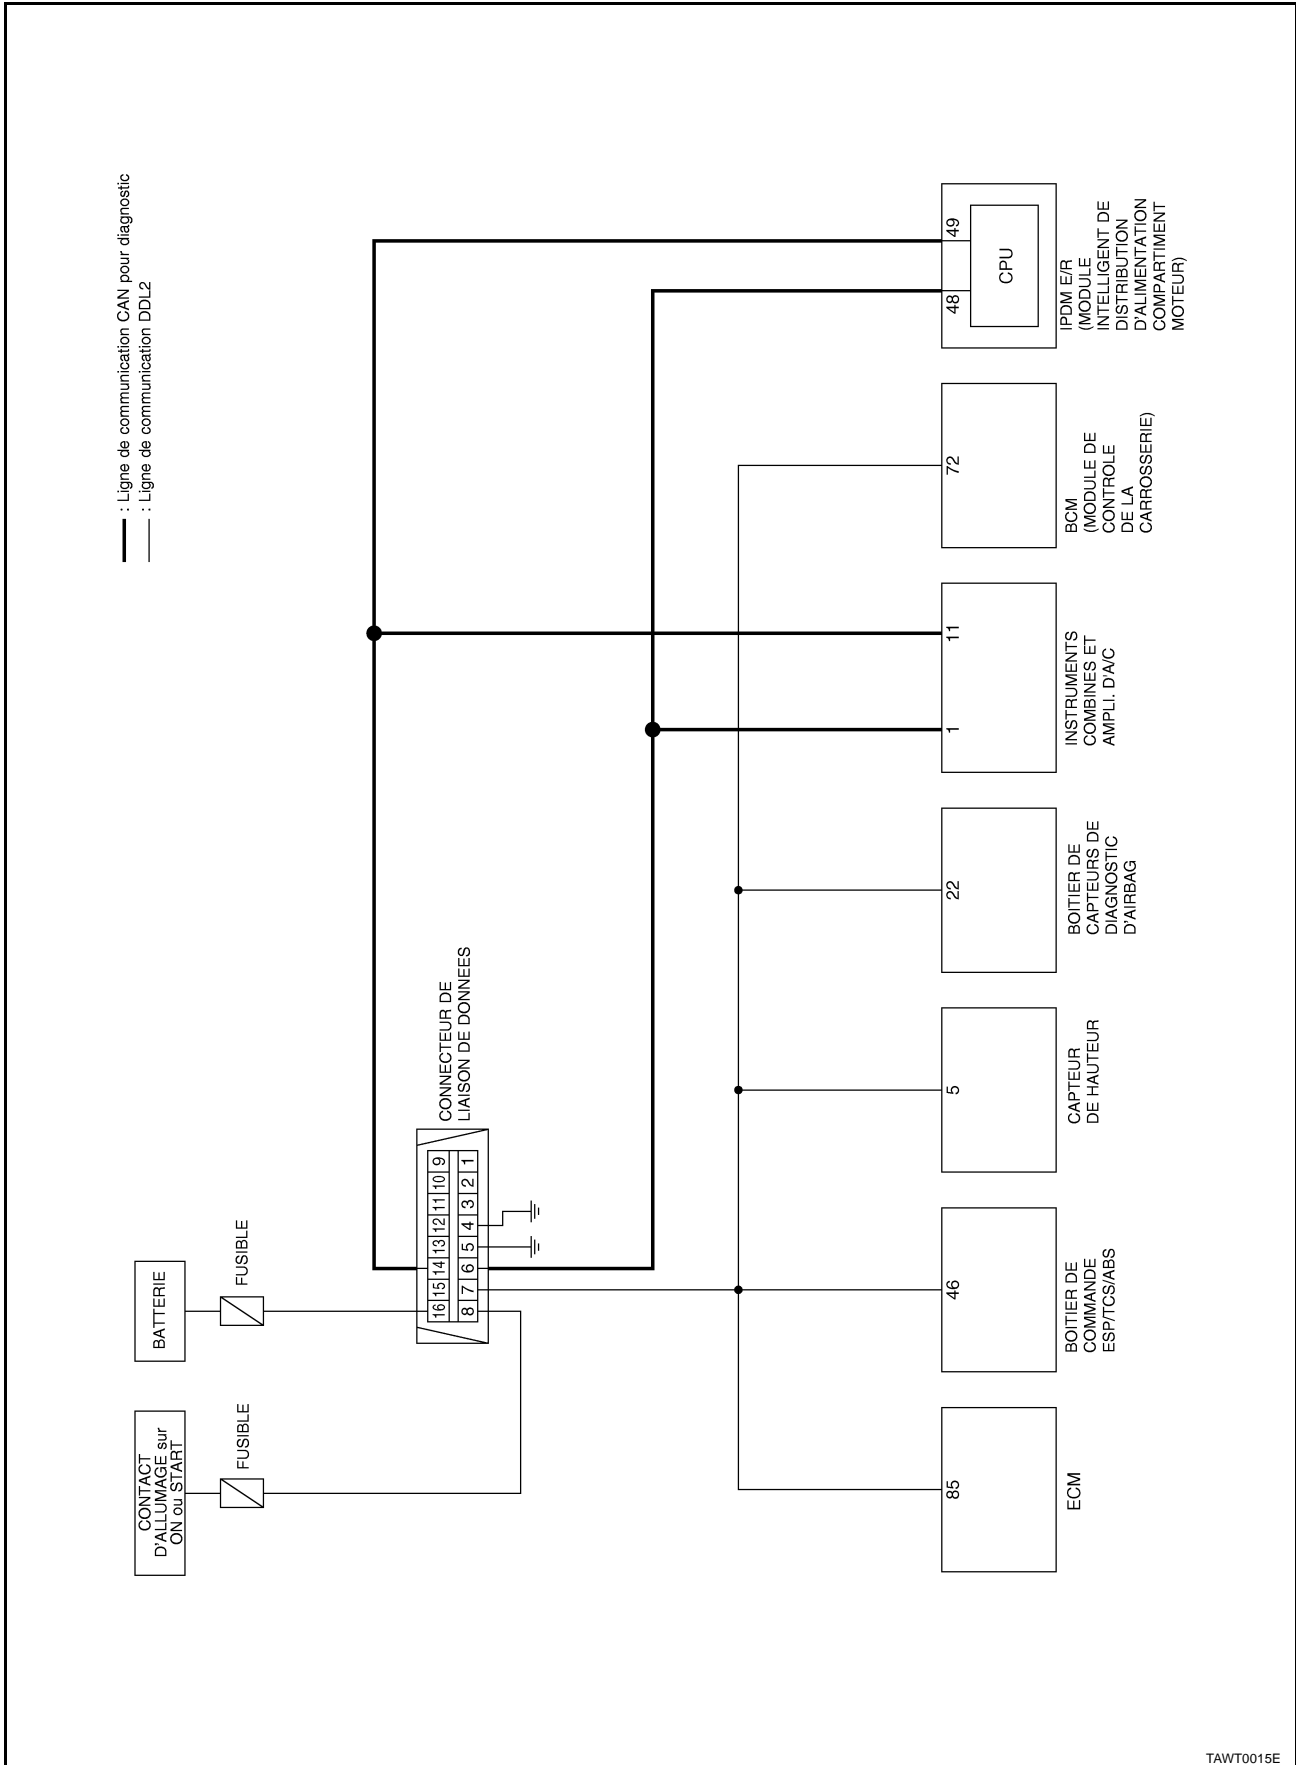 : Ligne de communication CAN pour diagnostic
: Ligne de communication DDL2
CONTACT
D'ALLUMAGE sur
ON ou START
FUSIBLE
BATTERIE
FUSIBLE
CONNECTEUR DE
LIAISON DE DONNEES
16 15 14 13 12 11 10 9
8 7 6 5 4 3 2 1
85
ECM
46
BOITIER DE
COMMANDE
ESP/TCS/ABS
5
CAPTEUR
DE HAUTEUR
22
BOITIER DE
CAPTEURS DE
DIAGNOSTIC
D'AIRBAG
1 11
INSTRUMENTS
COMBINES ET
AMPLI. D'A/C
72
BCM
(MODULE DE
CONTROLE
DE LA
CARROSSERIE)
48 49
CPU
IPDM E/R
(MODULE
INTELLIGENT DE
DISTRIBUTION
D'ALIMENTATION
COMPARTIMENT
MOTEUR)
TAWT0015E